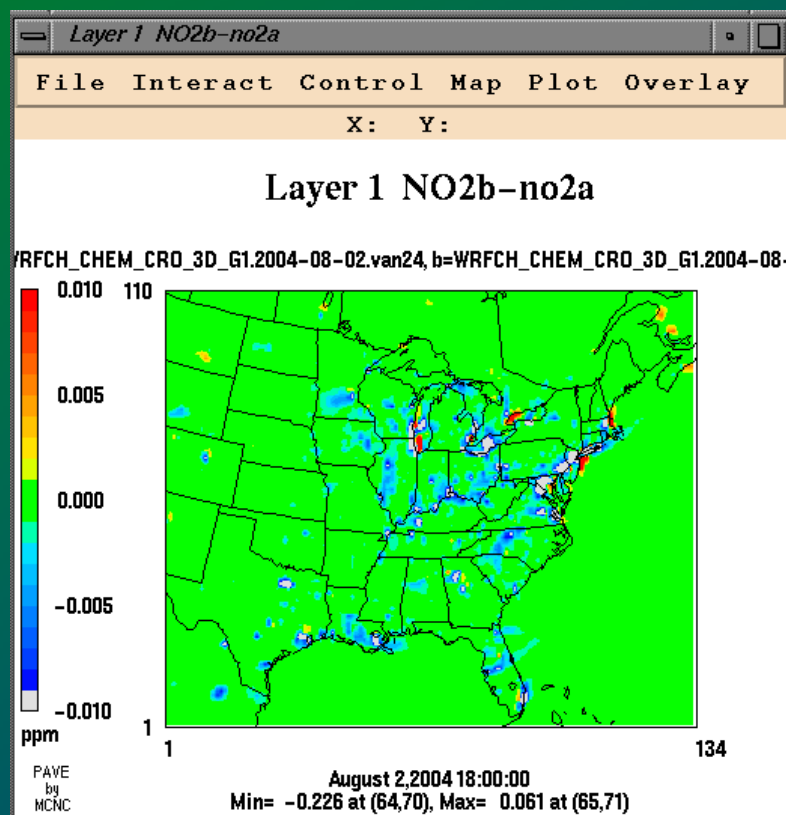 Layer 1 NO2b-no2a
File Interact Control Map Plot Overlay
X: Y:
Layer 1 NO2b-no2a
WRFCH_CHEM_CRO_3D_G1.2004-08-02.van24, b=WRFCH_CHEM_CRO_3D_G1.2004-08-
0.010
0.005
0.000
-0.005
-0.010
ppm
110
1
1 134
PAVE
by
MCNC
August 2,2004 18:00:00
Min= -0.226 at (64,70), Max= 0.061 at (65,71)